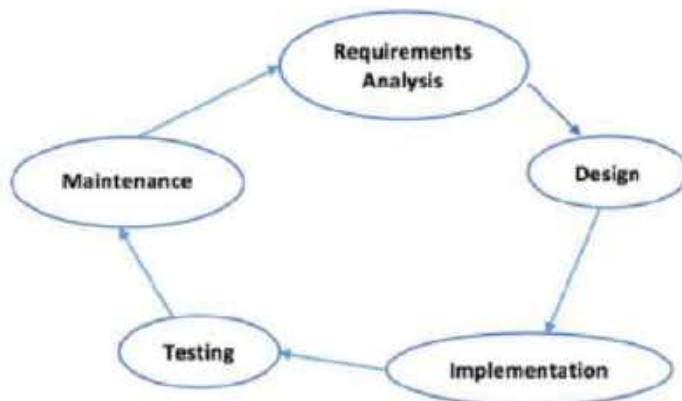 Requirements
Analysis
Design
Implementation
Testing
Maintenance